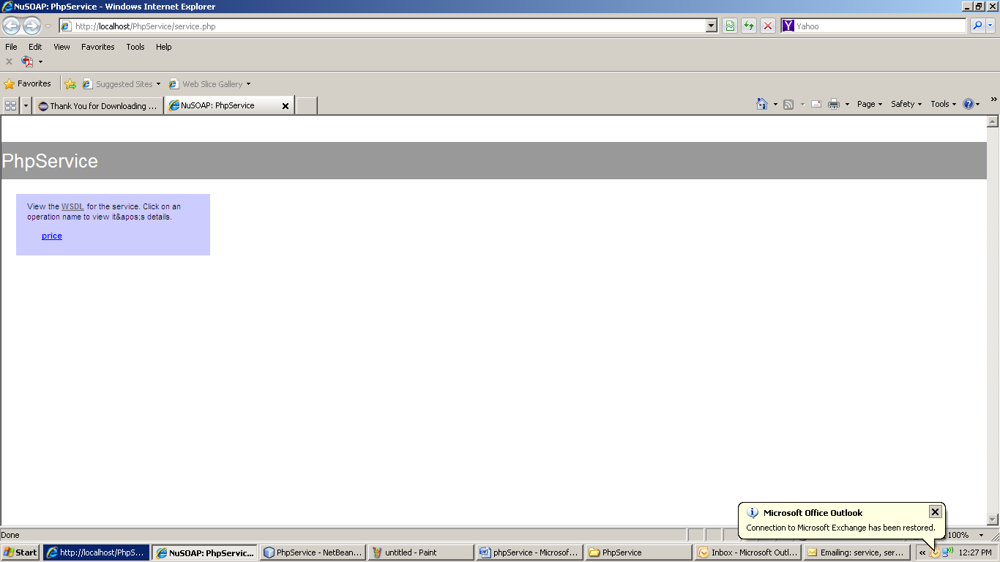 NuSOAP: PhpService - Windows Internet Explorer
http://localhost/PhpService/service.php
Yahoo
File Edit View Favorites Tools Help
Favorites Suggested Sites Web Slice Gallery
Thank You for Downloading ... NuSOAP: PhpService Page Safety Tools
PhpService
View the WSDL for the service. Click on an
operation name to view it&apos;s details.
price
Microsoft Office Outlook
Connection to Microsoft Exchange has been restored.
Done 100%
Start http://localhost/PhpS... NuSOAP: PhpServic... PhpService - NetBean... untitled - Paint phpService - Microsof... PhpService Inbox - Microsoft Outl... Emailing: service, ser... 12:27 PM